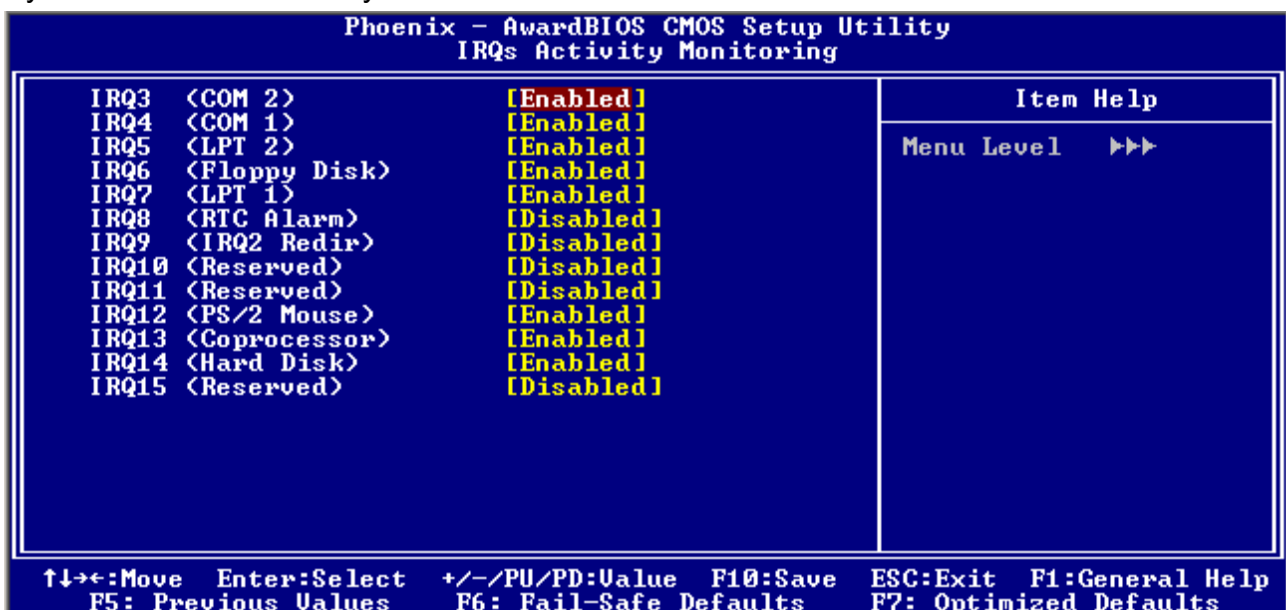 Phoenix - AwardBIOS CMOS Setup Utility
IRQs Activity Monitoring
IRQ3 (COM 2) [Enabled]
IRQ4 (COM 1) [Enabled]
IRQ5 (LPT 2) [Enabled]
IRQ6 (Floppy Disk) [Enabled]
IRQ7 (LPT 1) [Enabled]
IRQ8 (RTC Alarm) [Disabled]
IRQ9 (IRQ2 Redir) [Disabled]
IRQ10 (Reserved) [Disabled]
IRQ11 (Reserved) [Disabled]
IRQ12 (PS/2 Mouse) [Enabled]
IRQ13 (Coprocessor) [Enabled]
IRQ14 (Hard Disk) [Enabled]
IRQ15 (Reserved) [Disabled]
Item Help
Menu Level ►►►
↑↓→←:Move Enter:Select +/-/PU/PD:Value F10:Save ESC:Exit F1:General Help
F5: Previous Values F6: Fail-Safe Defaults F7: Optimized Defaults